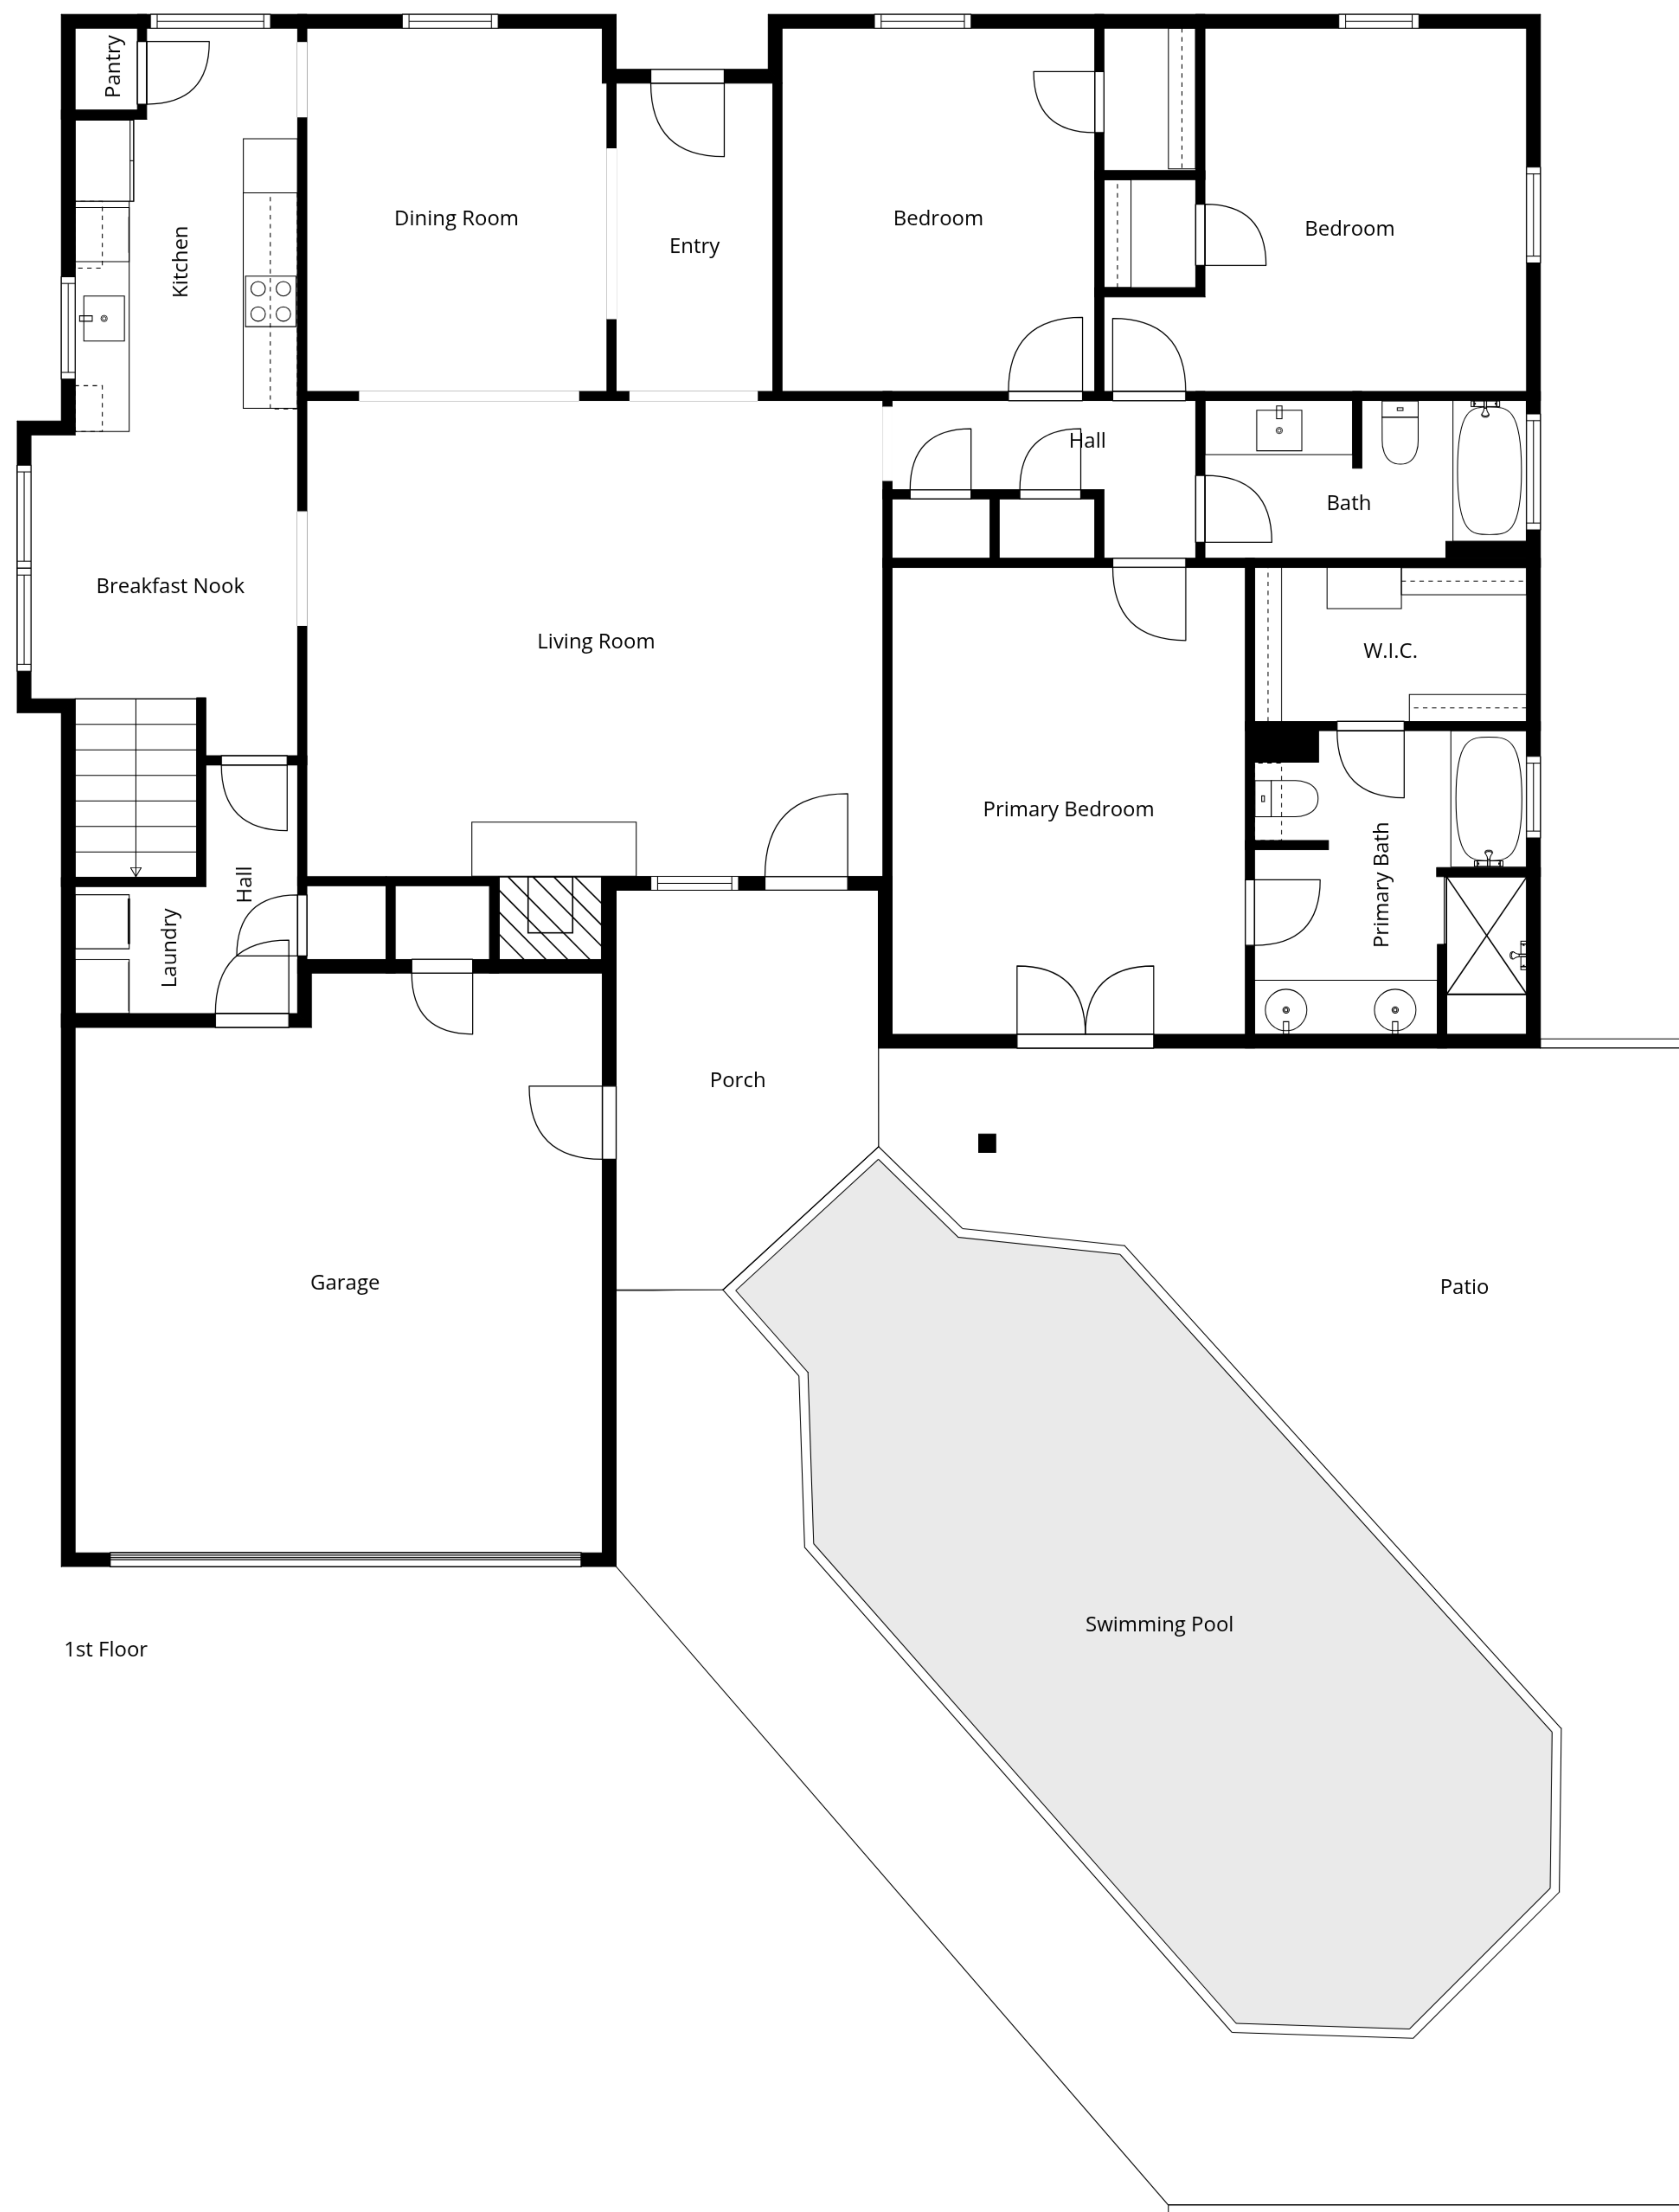 Pantry
Kitchen
Dining Room
Entry
Bedroom
Bedroom
Hall
Bath
Breakfast Nook
Living Room
W.I.C.
Primary Bedroom
Primary Bath
Hall
Laundry
Porch
Garage
Patio
Swimming Pool
1st Floor